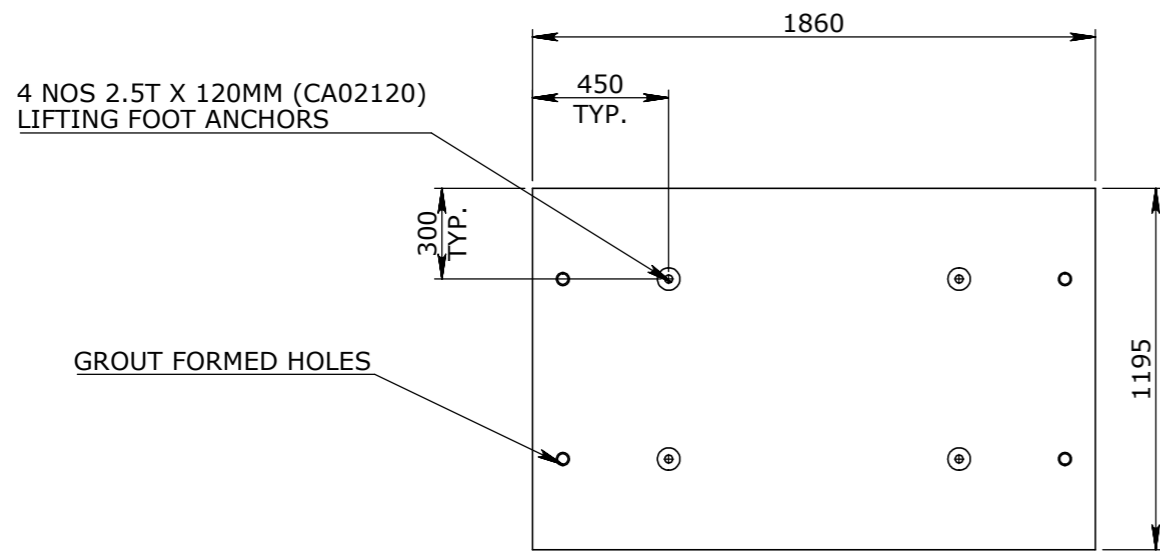 1860
450
TYP.
4 NOS 2.5T X 120MM (CA02120)
LIFTING FOOT ANCHORS
300
TYP.
GROUT FORMED HOLES
1195